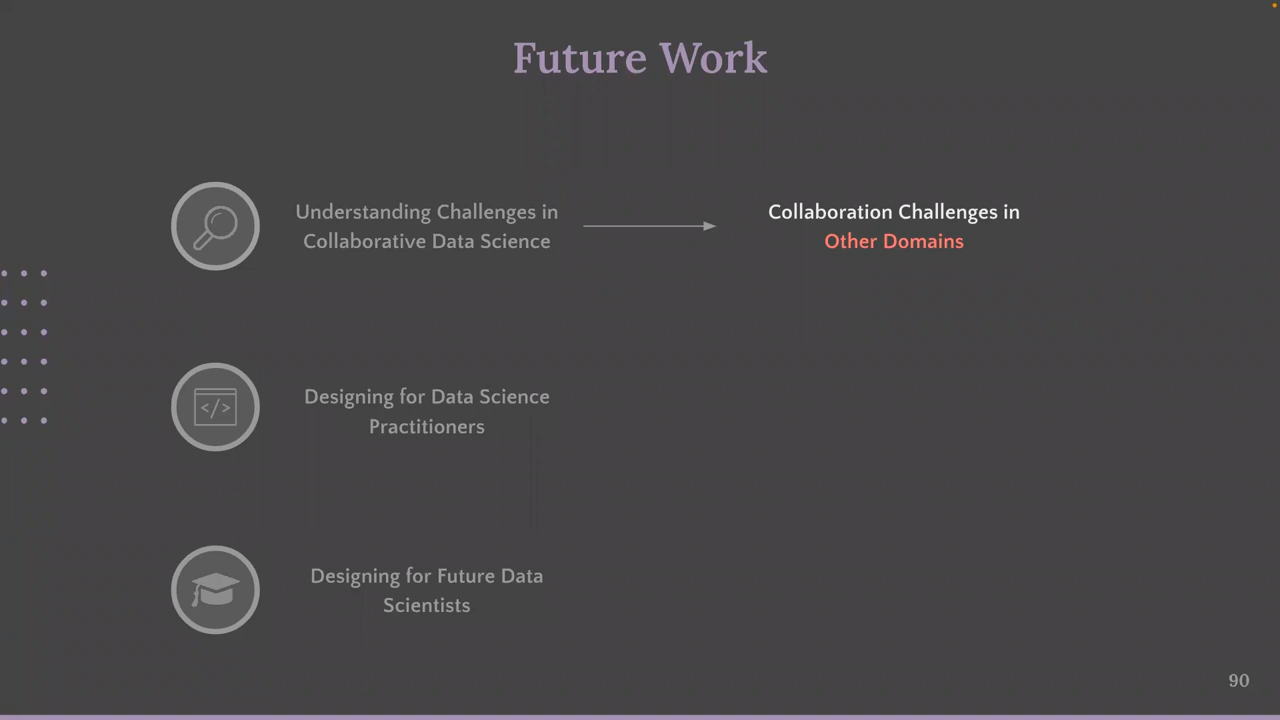 Future Work
Understanding Challenges in
Collaborative Data Science
Collaboration Challenges in
Other Domains
</>
Designing for Data Science
Practitioners
Designing for Future Data
Scientists
90